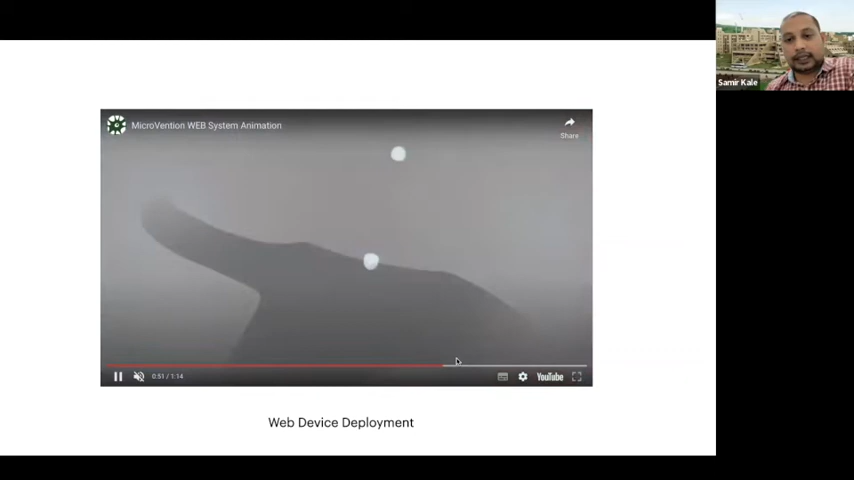 Samir Kale
MicroVention WEB System Animation
Share
0:51 / 1:14
YouTube
Web Device Deployment